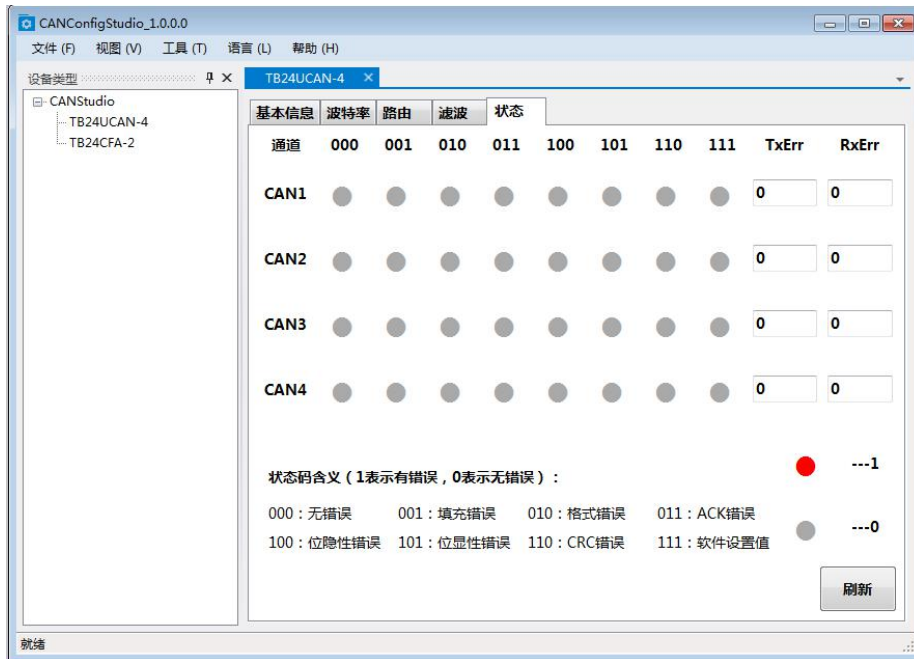 CANConfigStudio_1.0.0.0
文件 (F) 视图 (V) 工具 (T) 语言 (L) 帮助 (H)
设备类型
TB24UCAN-4
CANStudio
TB24UCAN-4
TB24CFA-2
基本信息 波特率 路由 滤波 状态
通道 000 001 010 011 100 101 110 111 TxErr RxErr
CAN1 0 0
CAN2 0 0
CAN3 0 0
CAN4 0 0
状态码含义（1表示有错误，0表示无错误）：
---1
000：无错误 001：填充错误 010：格式错误 011：ACK错误
---0
100：位隐性错误 101：位显性错误 110：CRC错误 111：软件设置值
刷新
就绪